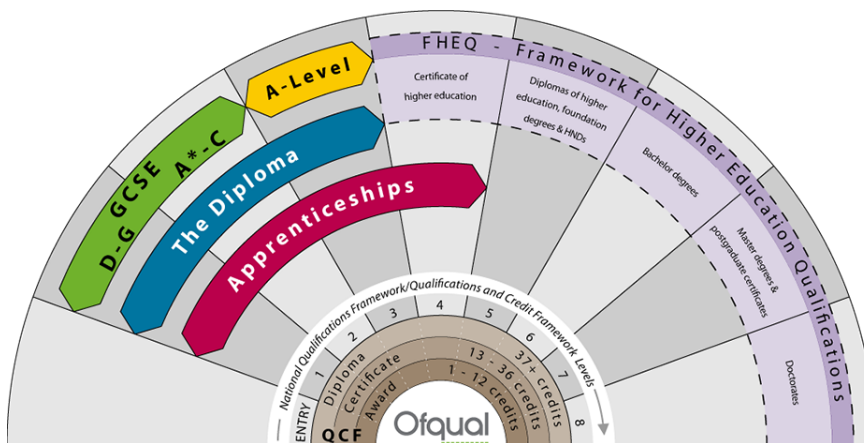 FHEQ - Framework for Higher Education Qualifications
Certificate of
higher education
Diplomas of higher
education, foundation
degrees & HNDs
Bachelor degrees
Master degrees &
postgraduate certificates
Doctorates
A-Level
GCSE
D-G A*-C
The Diploma
Apprenticeships
National Qualifications Framework/Qualifications and Credit Framework Levels
ENTRY 1 2 3 4 5 6 7 8
Diploma 37+ credits
Certificate 13 - 36 credits
Award 1 - 12 credits
QCF
Ofqual